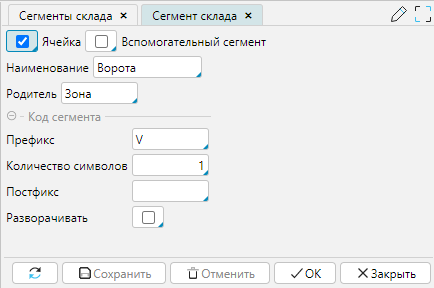 Сегменты склада × Сегмент склада ×
Ячейка Вспомогательный сегмент
Наименование Ворота
Родитель Зона
Код сегмента
Префикс V
Количество символов 1
Постфикс
Разворачивать
Сохранить Отменить ОК Закрыть